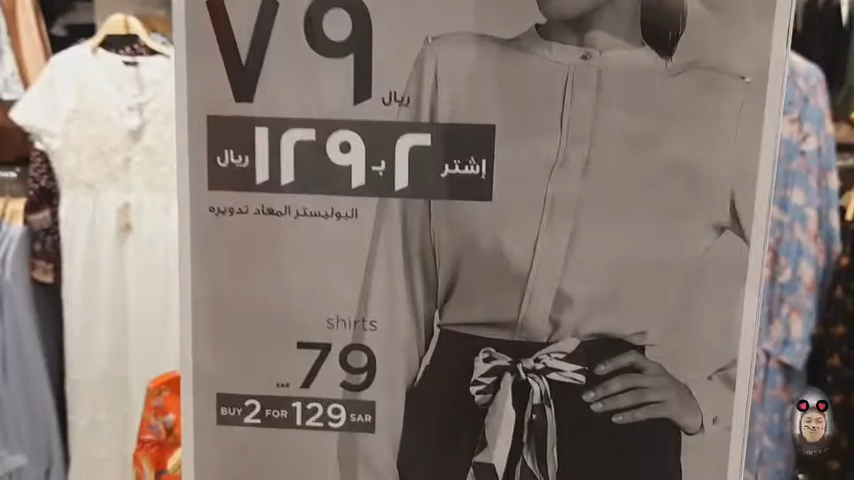 ٧٩ ريال
إشتر ٢ بـ ١٢٩ ريال
البوليستر المعاد تدويره
shirts
SAR 79
BUY 2 FOR 129 SAR